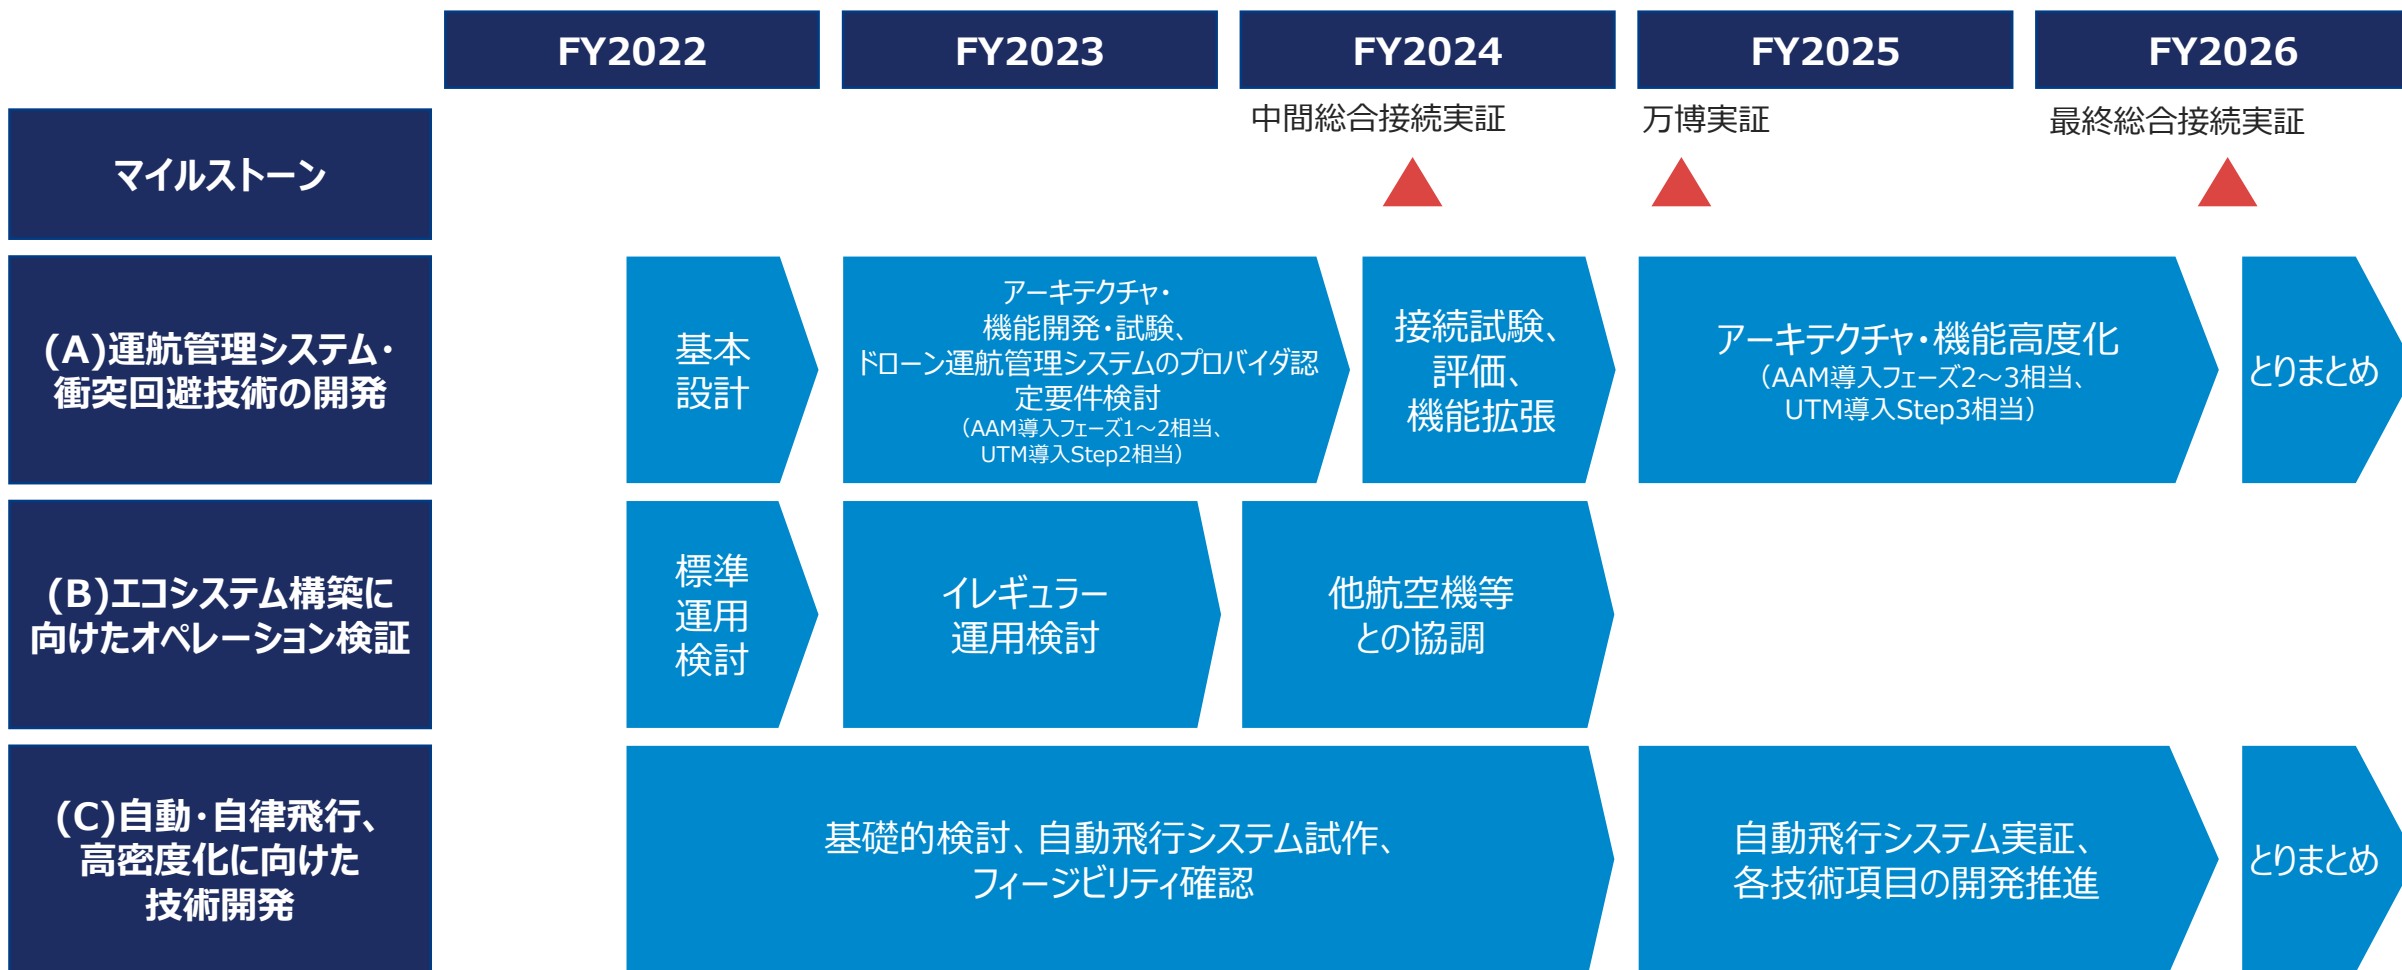 FY2022
FY2023
FY2024
FY2025
FY2026
マイルストーン
中間総合接続実証
万博実証
最終総合接続実証
(A)運航管理システム・
衝突回避技術の開発
基本
設計
アーキテクチャ・
機能開発・試験、
ドローン運航管理システムのプロバイダ認
定要件検討
（AAM導入フェーズ1～2相当、
UTM導入Step2相当）
接続試験、
評価、
機能拡張
アーキテクチャ・機能高度化
（AAM導入フェーズ2～3相当、
UTM導入Step3相当）
とりまとめ
(B)エコシステム構築に
向けたオペレーション検証
標準
運用
検討
イレギュラー
運用検討
他航空機等
との協調
(C)自動・自律飛行、
高密度化に向けた
技術開発
基礎的検討、自動飛行システム試作、
フィージビリティ確認
自動飛行システム実証、
各技術項目の開発推進
とりまとめ